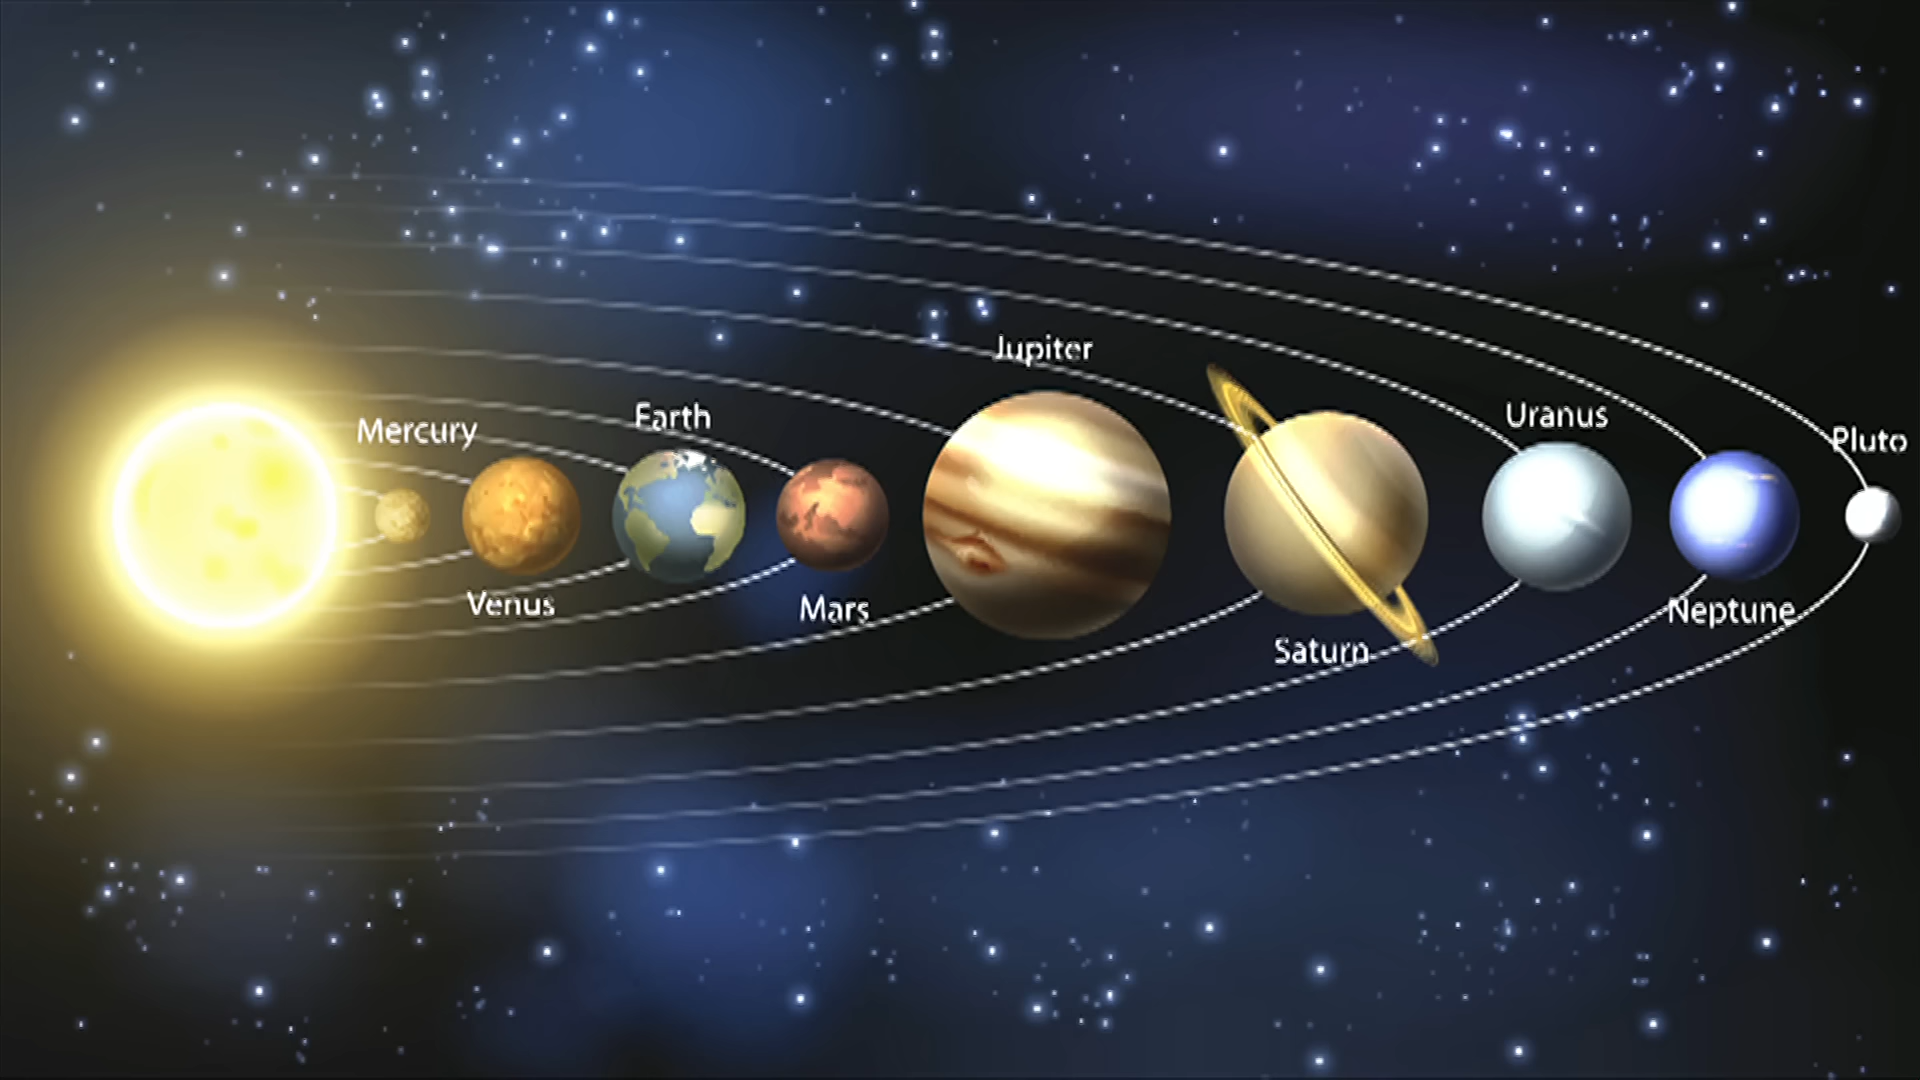 Mercury
Venus
Earth
Mars
Jupiter
Saturn
Uranus
Neptune
Pluto